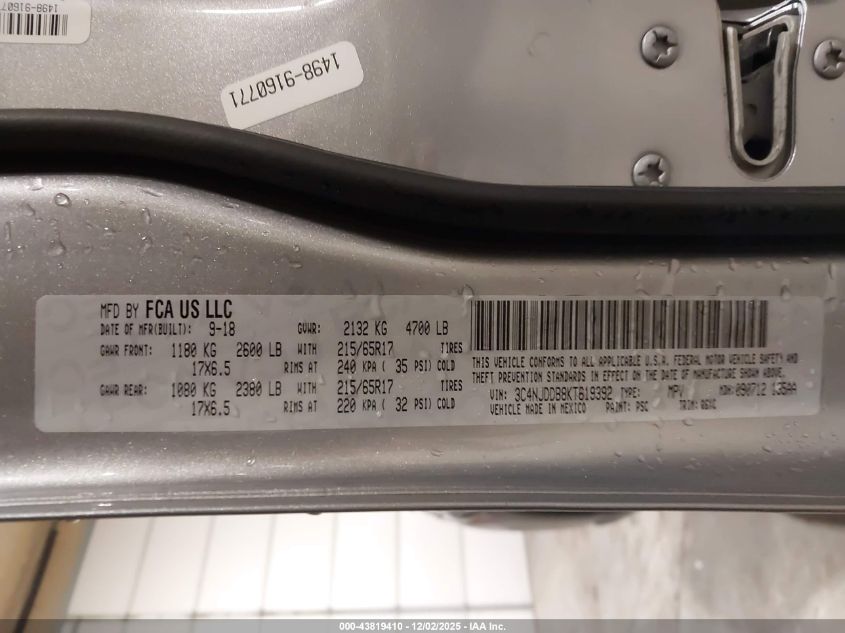 1498-91607
1498-9160771
MFD BY FCA US LLC
DATE OF MFR(BUILT): 9-18 GVWR: 2132 KG 4700 LB
GAWR FRONT: 1180 KG 2600 LB WITH 215/65R17 TIRES
17X6.5 RIMS AT 240 KPA ( 35 PSI) COLD
GAWR REAR: 1080 KG 2380 LB WITH 215/65R17 TIRES
17X6.5 RIMS AT 220 KPA ( 32 PSI) COLD
THIS VEHICLE CONFORMS TO ALL APPLICABLE U.S.A. FEDERAL MOTOR VEHICLE SAFETY AND
THEFT PREVENTION STANDARDS IN EFFECT ON THE DATE OF MANUFACTURE SHOWN ABOVE.
VIN: 3C4NJDDB8KT619392 TYPE: MPV MDH: 090712 135AA
VEHICLE MADE IN MEXICO PAINT: PSC TRIM:
000-43819410 - 12/02/2025 - IAA Inc.